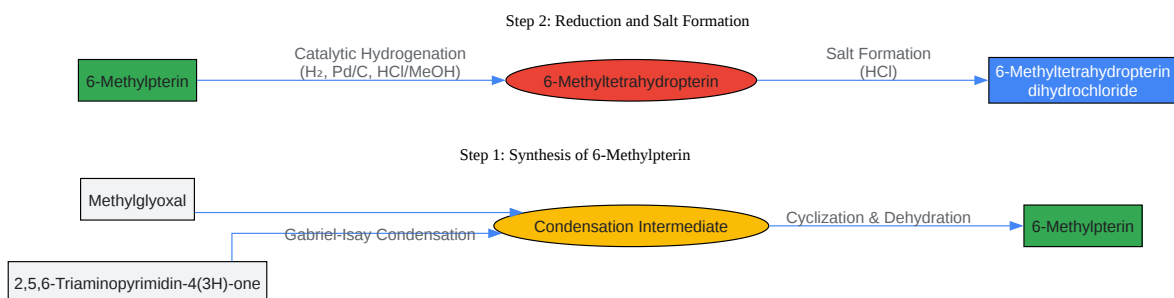 Step 2: Reduction and Salt Formation
Catalytic Hydrogenation
(H₂, Pd/C, HCl/MeOH)
Salt Formation
(HCl)
6-Methylpterin
6-Methyltetrahydropterin
6-Methyltetrahydropterin
dihydrochloride
Step 1: Synthesis of 6-Methylpterin
Methylglyoxal
Gabriel-Isay Condensation
Condensation Intermediate
Cyclization & Dehydration
6-Methylpterin
2,5,6-Triaminopyrimidin-4(3H)-one